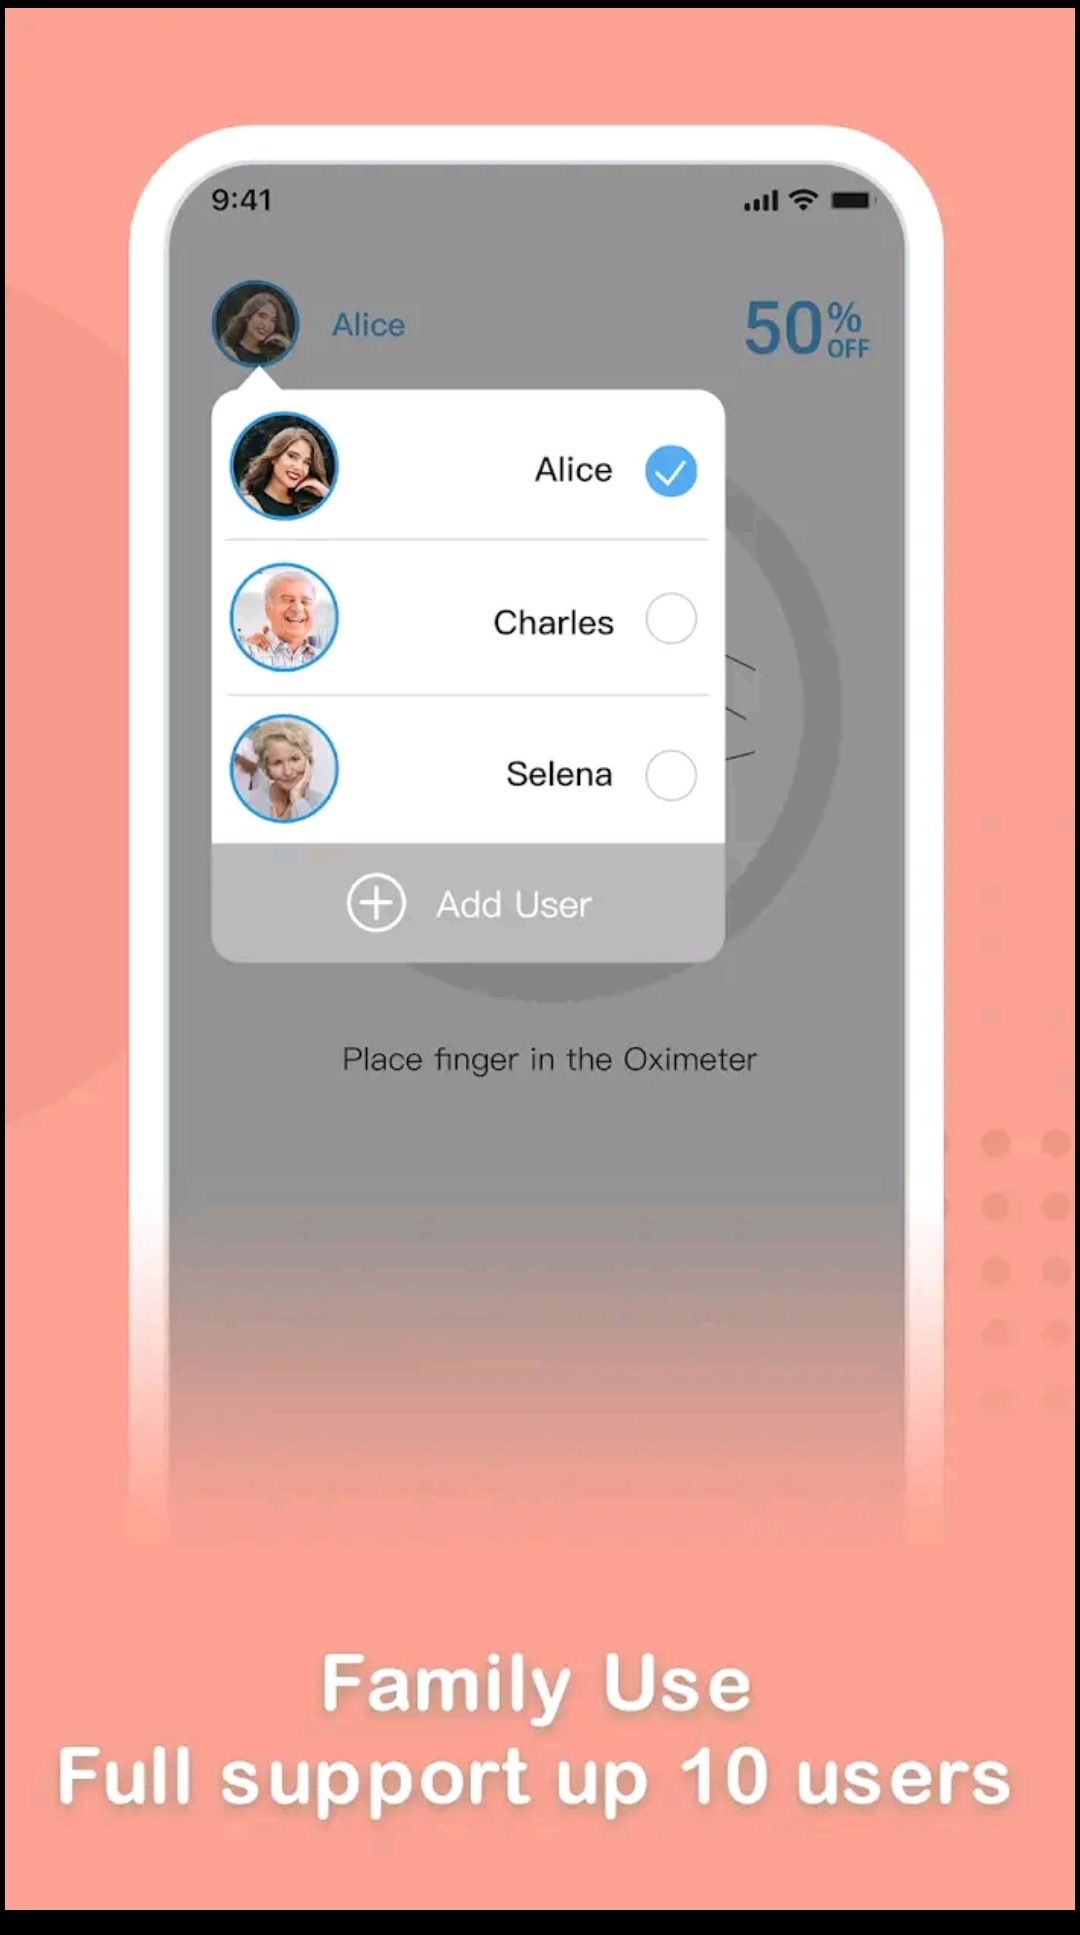 9:41
Alice
50%
OFF
Alice
Charles
Selena
Add User
Place finger in the Oximeter
Family Use
Full support up 10 users